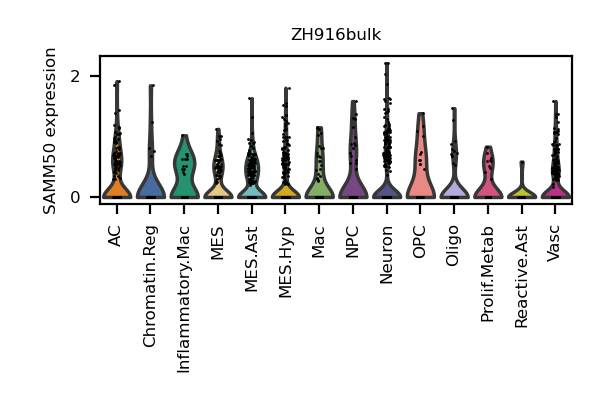 ZH916bulk
SAMM50 expression
2
0
AC
Chromatin.Reg
Inflammatory.Mac
MES
MES.Ast
MES.Hyp
Mac
NPC
Neuron
OPC
Oligo
Prolif.Metab
Reactive.Ast
Vasc